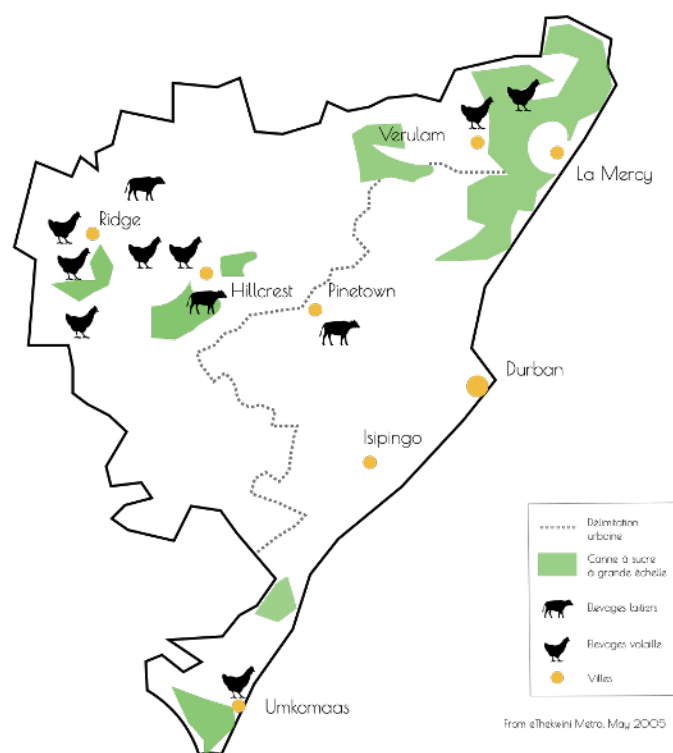 Verulam
La Mercy
Ridge
Hillcrest
Pinetown
Durban
Isipingo
Umkomaas
Délimitation
urbaine
Canne à sucre
à grande échelle
Elevages laitiers
Elevages volaille
Villes
From eThekwini Metro, May 2005